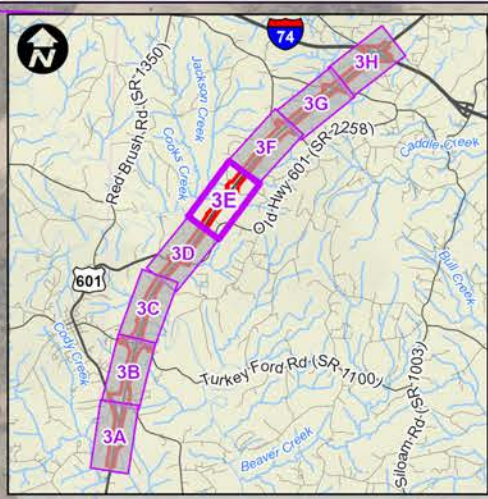 N
74
3H
Jackson Creek
Red Brush Rd (SR-1350)
3G
3F
Old Hwy 601 (SR-2258)
Caddle Creek
Cooks Creek
3E
3D
Bull Creek
601
3C
Cody Creek
3B
Turkey Ford Rd (SR-1100)
Siloam Rd (SR-1003)
3A
Beaver Creek